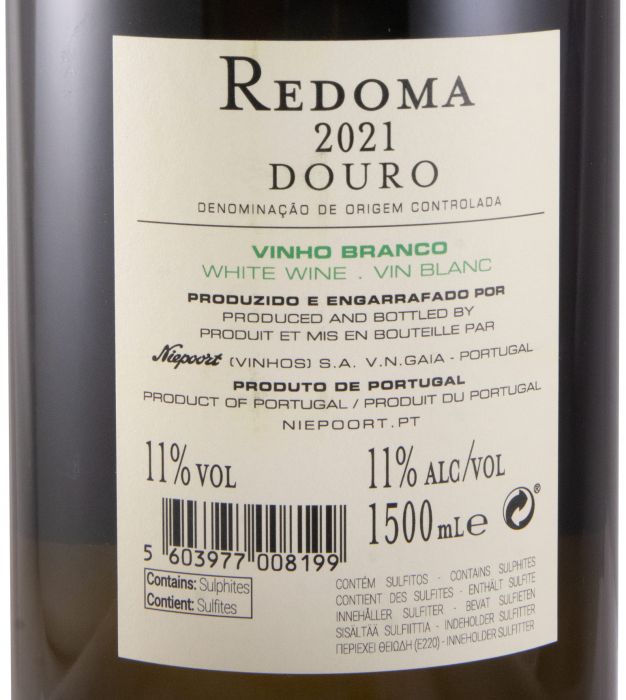 REDOMA
2021
DOURO
DENOMINAÇÃO DE ORIGEM CONTROLADA
VINHO BRANCO
WHITE WINE . VIN BLANC
PRODUZIDO E ENGARRAFADO POR
PRODUCED AND BOTTLED BY
PRODUIT ET MIS EN BOUTEILLE PAR
Niepoort (VINHOS) S.A. V.N.GAIA - PORTUGAL
PRODUTO DE PORTUGAL
PRODUCT OF PORTUGAL / PRODUIT DU PORTUGAL
NIEPOORT.PT
11% VOL 11% ALC/VOL
1500 mL e ®
5 603977 008199
Contains: Sulphites
Contient: Sulfites
CONTÉM SULFITOS - CONTAINS SULPHITES
CONTIENT DES SULFITES - ENTHÄLT SULFITE
INNEHÅLLER SULFITER - BEVAT SULFIETEN
SISÄLTÄÄ SULFIITTIA - INDEHOLDER SULFITTER
ΠΕΡΙΕΧΕΙ ΘΕΙΩΔΗ (E220) - INNEHOLDER SULFITTER